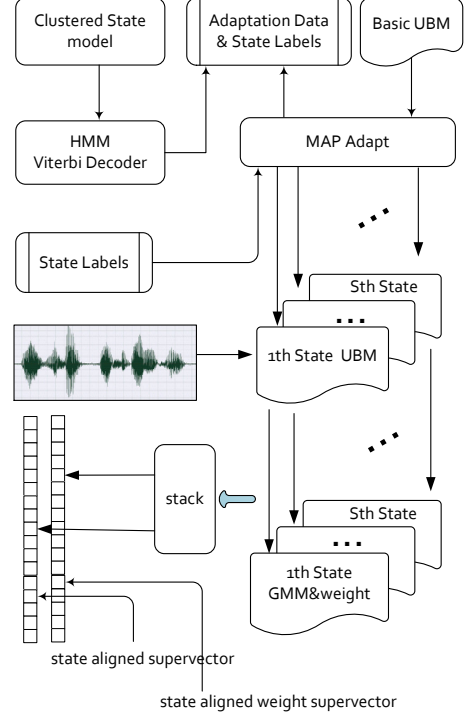 Clustered State
model
Adaptation Data
& State Labels
Basic UBM
HMM
Viterbi Decoder
MAP Adapt
State Labels
Sth State
...
...
1th State UBM
...
stack
Sth State
...
1th State
GMM&weight
state aligned supervector
state aligned weight supervector